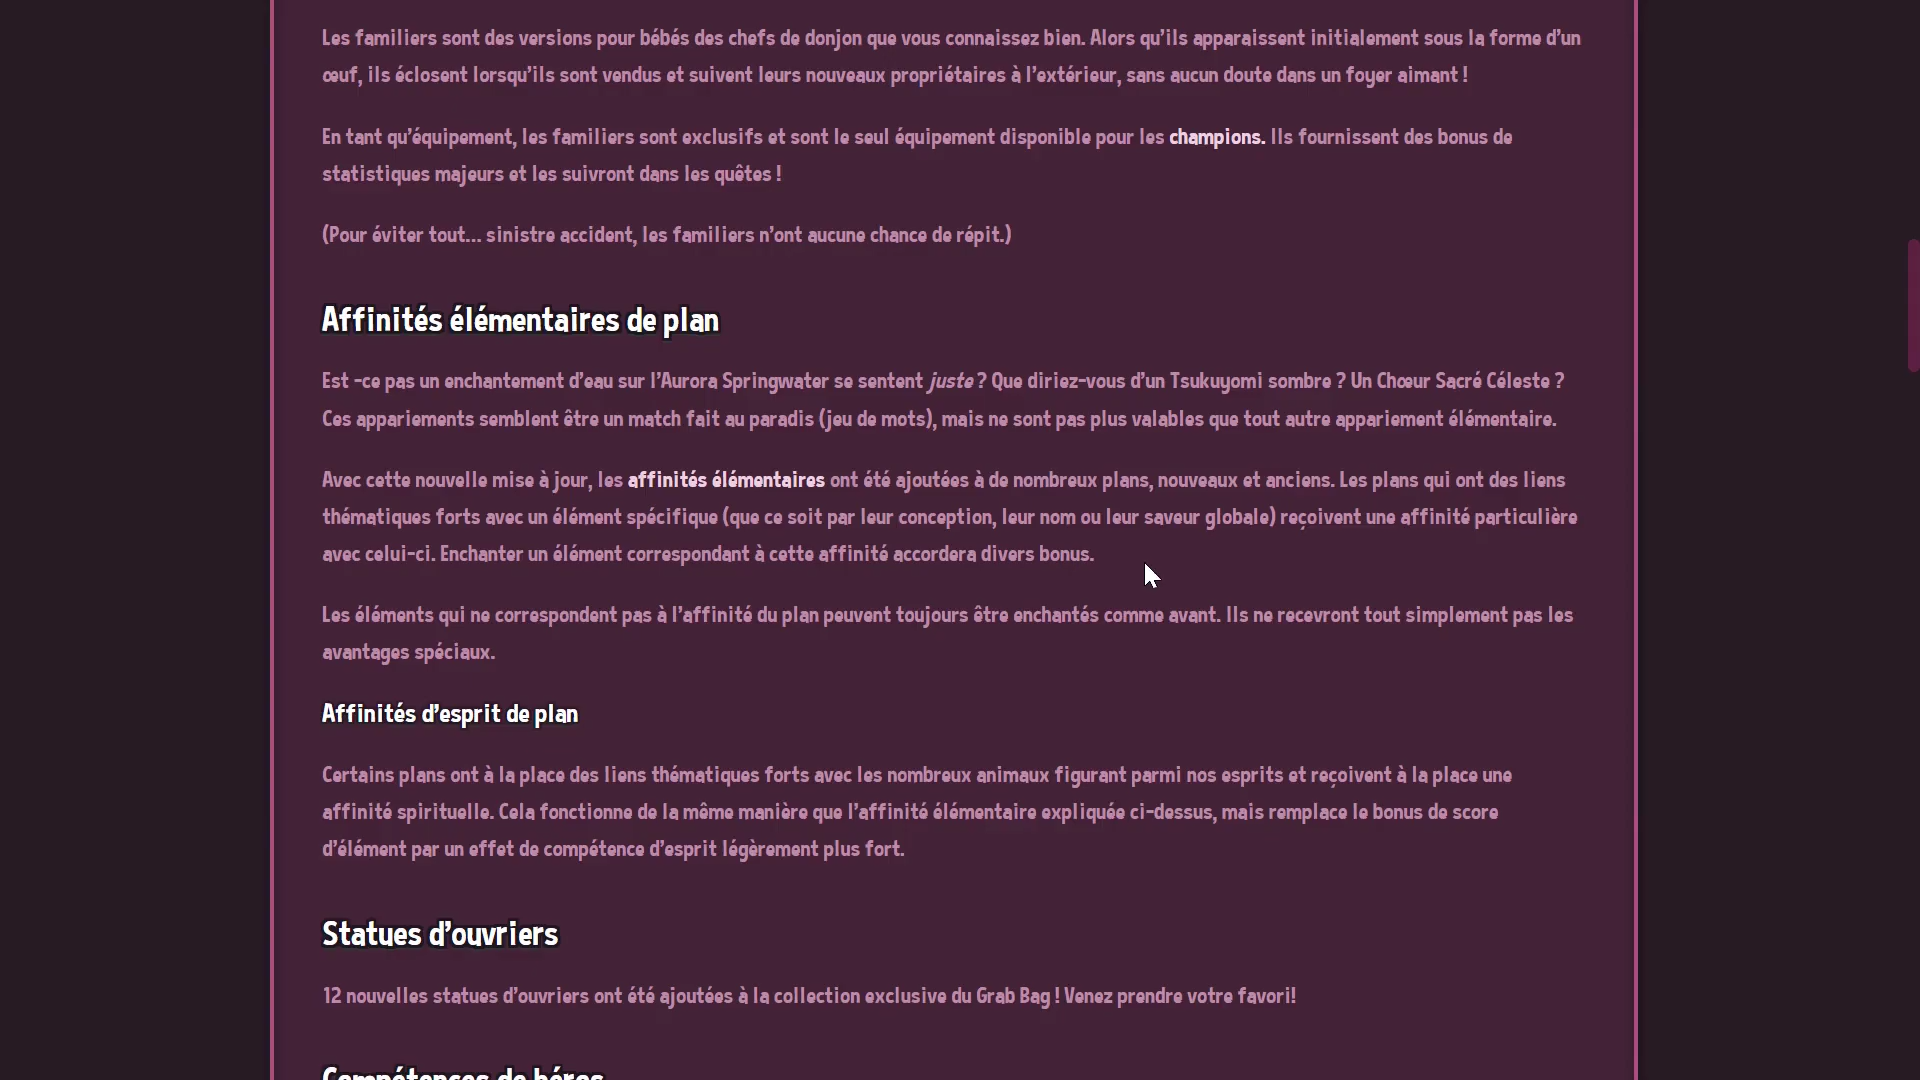 Les familiers sont des versions pour bébés des chefs de donjon que vous connaissez bien. Alors qu'ils apparaissent initialement sous la forme d'un
œuf, ils éclosent lorsqu'ils sont vendus et suivent leurs nouveaux propriétaires à l'extérieur, sans aucun doute dans un foyer aimant !
En tant qu'équipement, les familiers sont exclusifs et sont le seul équipement disponible pour les champions. Ils fournissent des bonus de
statistiques majeurs et les suivront dans les quêtes !
(Pour éviter tout... sinistre accident, les familiers n'ont aucune chance de répit.)
Affinités élémentaires de plan
Est -ce pas un enchantement d'eau sur l'Aurora Springwater se sentent juste ? Que diriez-vous d'un Tsukuyomi sombre ? Un Chœur Sacré Céleste ?
Ces appariements semblent être un match fait au paradis (jeu de mots), mais ne sont pas plus valables que tout autre appariement élémentaire.
Avec cette nouvelle mise à jour, les affinités élémentaires ont été ajoutées à de nombreux plans, nouveaux et anciens. Les plans qui ont des liens
thématiques forts avec un élément spécifique (que ce soit par leur conception, leur nom ou leur saveur globale) reçoivent une affinité particulière
avec celui-ci. Enchanter un élément correspondant à cette affinité accordera divers bonus.
Les éléments qui ne correspondent pas à l'affinité du plan peuvent toujours être enchantés comme avant. Ils ne recevront tout simplement pas les
avantages spéciaux.
Affinités d'esprit de plan
Certains plans ont à la place des liens thématiques forts avec les nombreux animaux figurant parmi nos esprits et reçoivent à la place une
affinité spirituelle. Cela fonctionne de la même manière que l'affinité élémentaire expliquée ci-dessus, mais remplace le bonus de score
d'élément par un effet de compétence d'esprit légèrement plus fort.
Statues d'ouvriers
12 nouvelles statues d'ouvriers ont été ajoutées à la collection exclusive du Grab Bag ! Venez prendre votre favori!
Compétences de héros